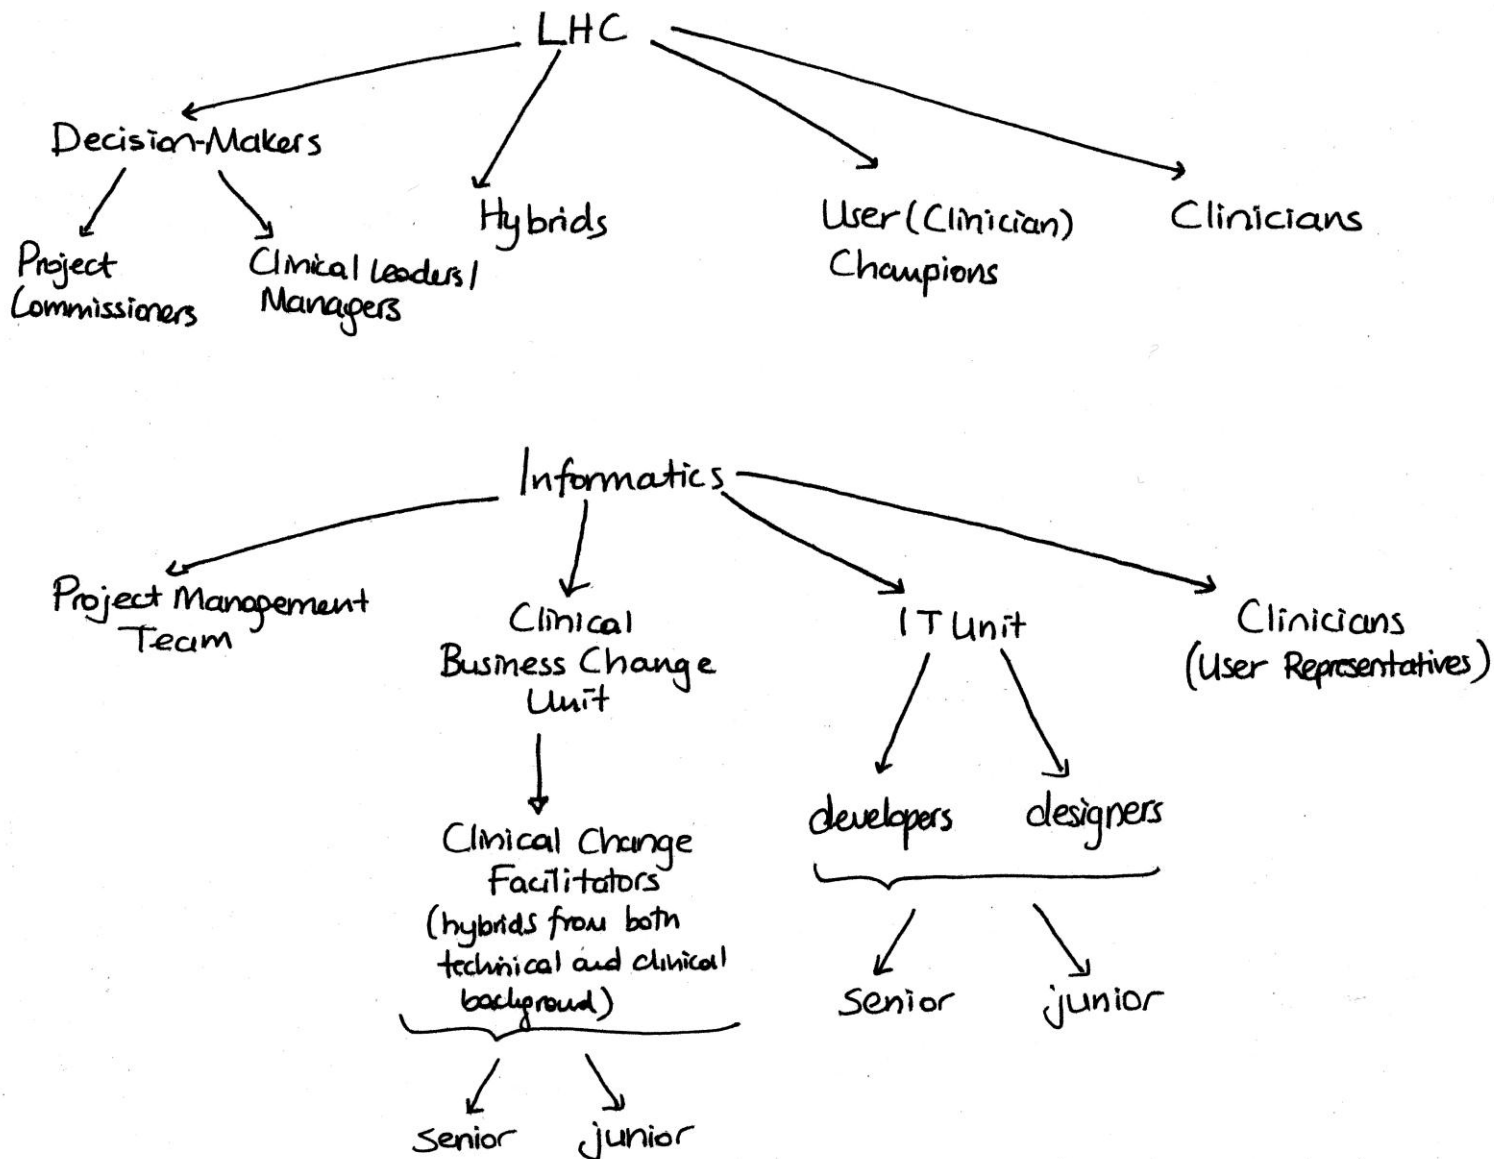 LHC
Decision-Makers
Project
Commissioners
Clinical Leaders/
Managers
Hybrids
User (Clinician)
Champions
Clinicians
Informatics
Project Management
Team
Clinical
Business Change
Unit
Clinical Change
Facilitators
(hybrids from both
technical and clinical
background)
senior
junior
IT Unit
developers
designers
senior
junior
Clinicians
(User Representatives)